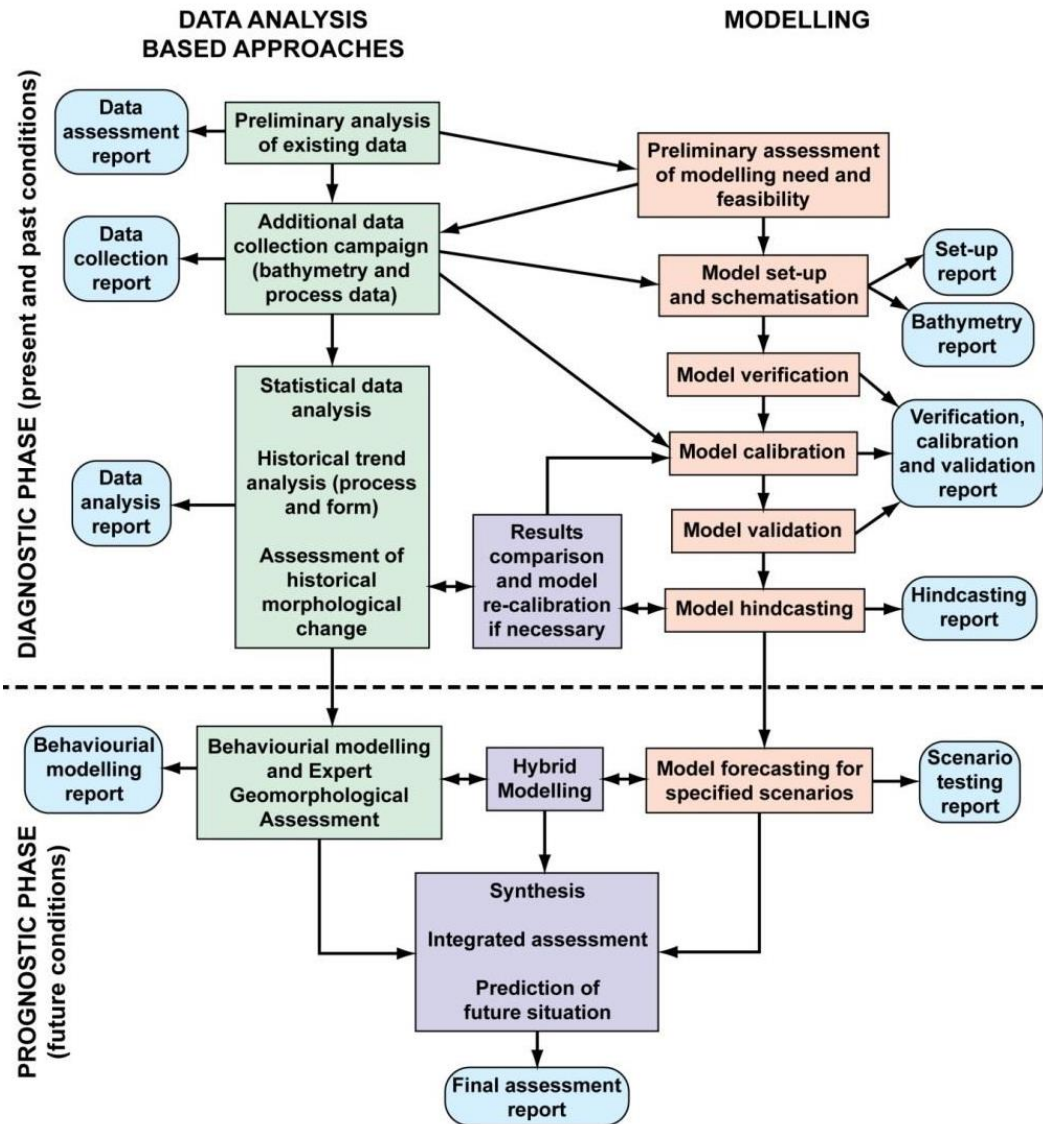 DATA ANALYSIS
BASED APPROACHES
MODELLING
DIAGNOSTIC PHASE (present and past conditions)
Data
assessment
report
Preliminary analysis
of existing data
Preliminary assessment
of modelling need and
feasibility
Data
collection
report
Additional data
collection campaign
(bathymetry and
process data)
Model set-up
and schematisation
Set-up
report
Bathymetry
report
Statistical data
analysis
Historical trend
analysis (process
and form)
Assessment of
historical
morphological
change
Data
analysis
report
Model verification
Model calibration
Model validation
Verification,
calibration
and validation
report
Results
comparison
and model
re-calibration
if necessary
Model hindcasting
Hindcasting
report
PROGNOSTIC PHASE
(future conditions)
Behaviourial
modelling
report
Behaviourial modelling
and Expert
Geomorphological
Assessment
Hybrid
Modelling
Model forecasting for
specified scenarios
Scenario
testing
report
Synthesis
Integrated assessment
Prediction of
future situation
Final assessment
report